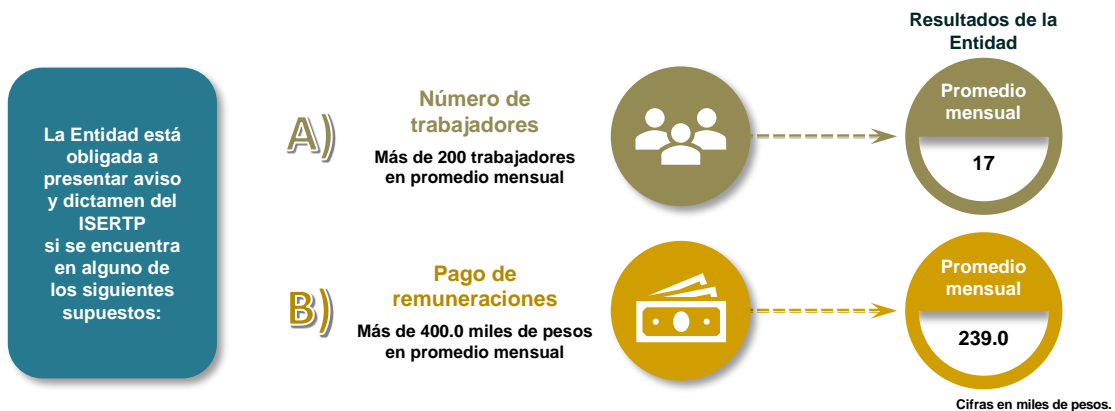 La Entidad está
obligada a
presentar aviso
y dictamen del
ISERTP
si se encuentra
en alguno de
los siguientes
supuestos:
A)
Número de
trabajadores
Más de 200 trabajadores
en promedio mensual
Resultados de la
Entidad
Promedio
mensual
17
B)
Pago de
remuneraciones
Más de 400.0 miles de pesos
en promedio mensual
Promedio
mensual
239.0
Cifras en miles de pesos.